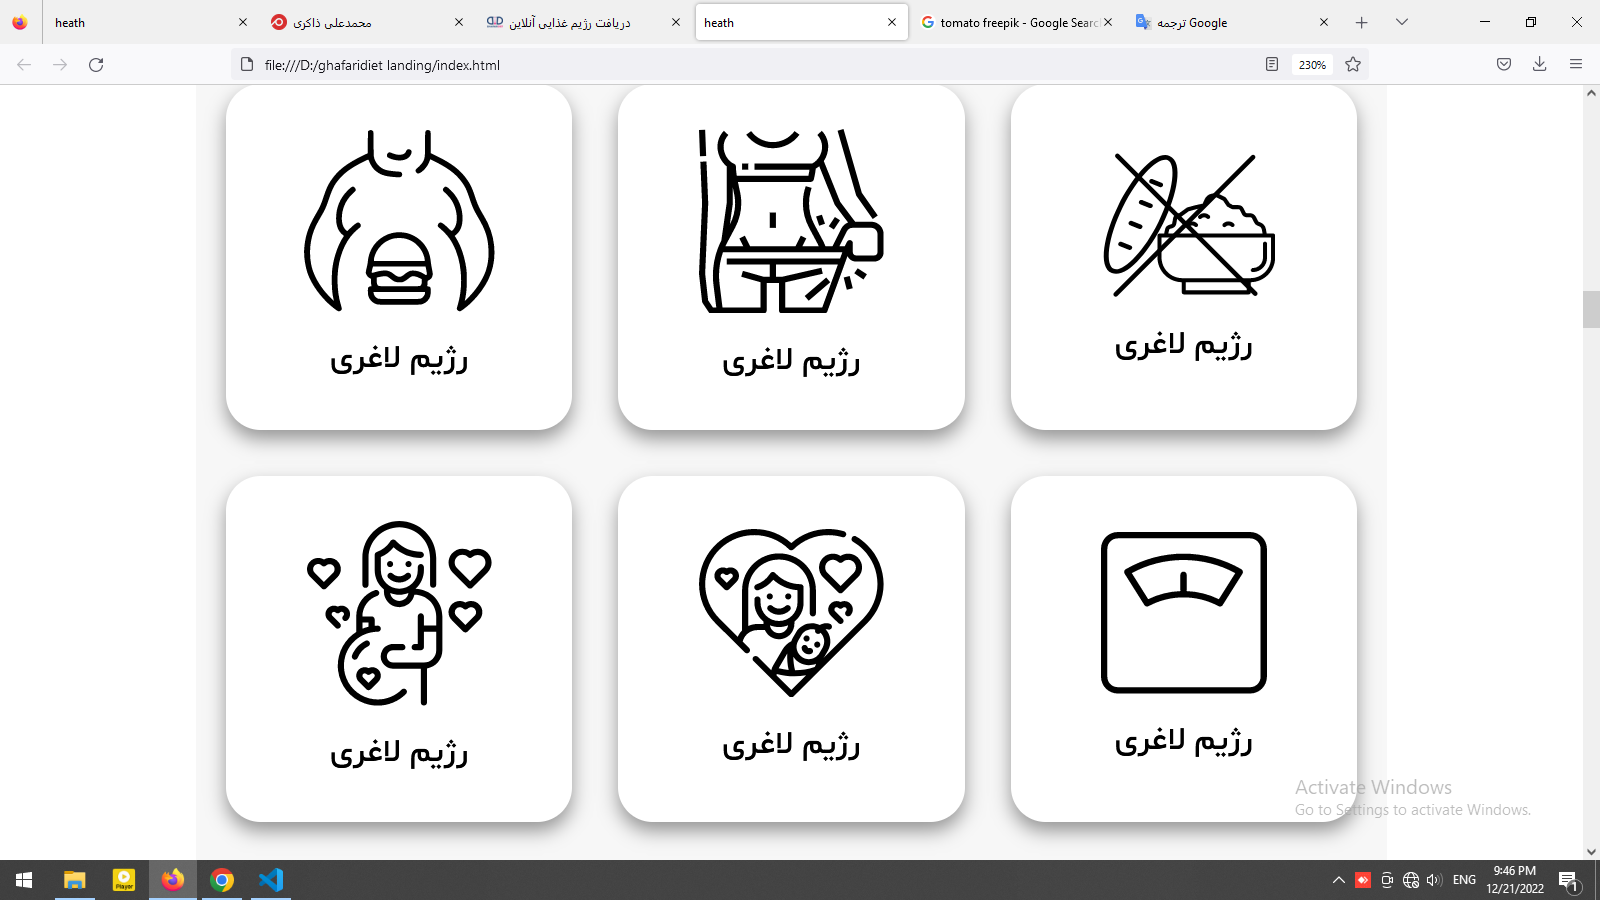 heath
محمدعلی ذاکری
دریافت رژیم غذایی آنلاین
heath
tomato freepik - Google Searc
ترجمه Google
file:///D:/ghafaridiet landing/index.html
230%
رژیم لاغری
رژیم لاغری
رژیم لاغری
رژیم لاغری
رژیم لاغری
رژیم لاغری
Activate Windows
Go to Settings to activate Windows.
Player
ENG
9:46 PM
12/21/2022
1